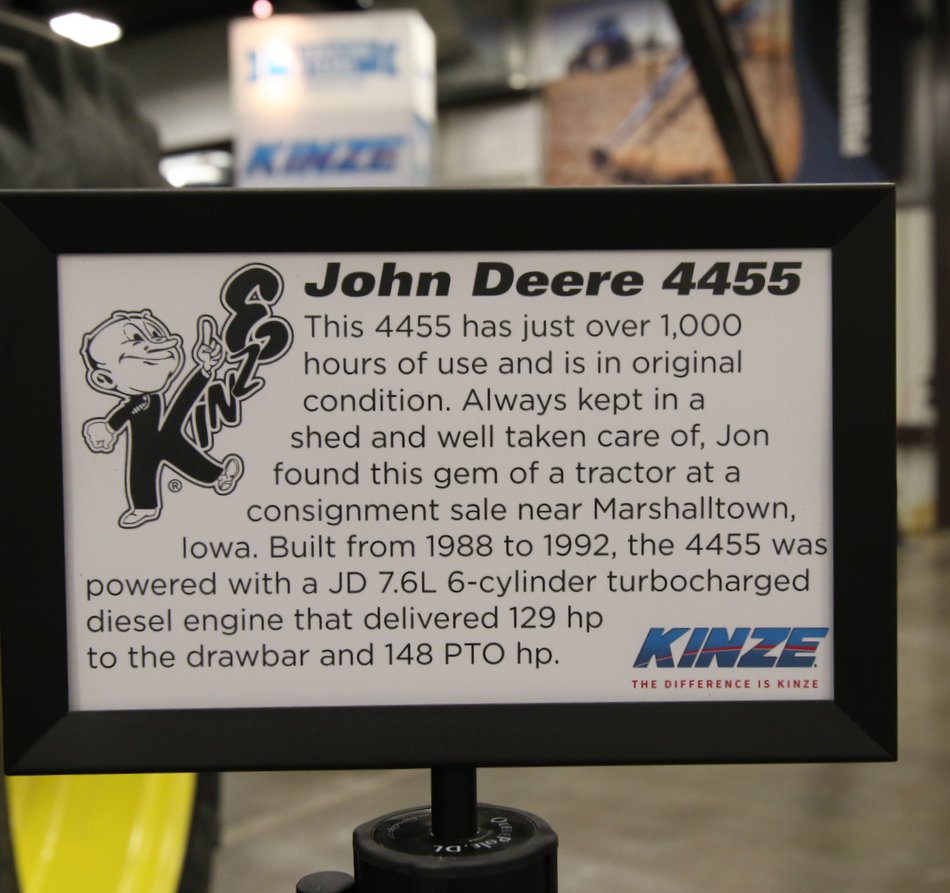 KINZE
John Deere 4455
This 4455 has just over 1,000
hours of use and is in original
condition. Always kept in a
shed and well taken care of, Jon
found this gem of a tractor at a
consignment sale near Marshalltown,
Iowa. Built from 1988 to 1992, the 4455 was
powered with a JD 7.6L 6-cylinder turbocharged
diesel engine that delivered 129 hp
to the drawbar and 148 PTO hp.
Kinze
®
KINZE
THE DIFFERENCE IS KINZE